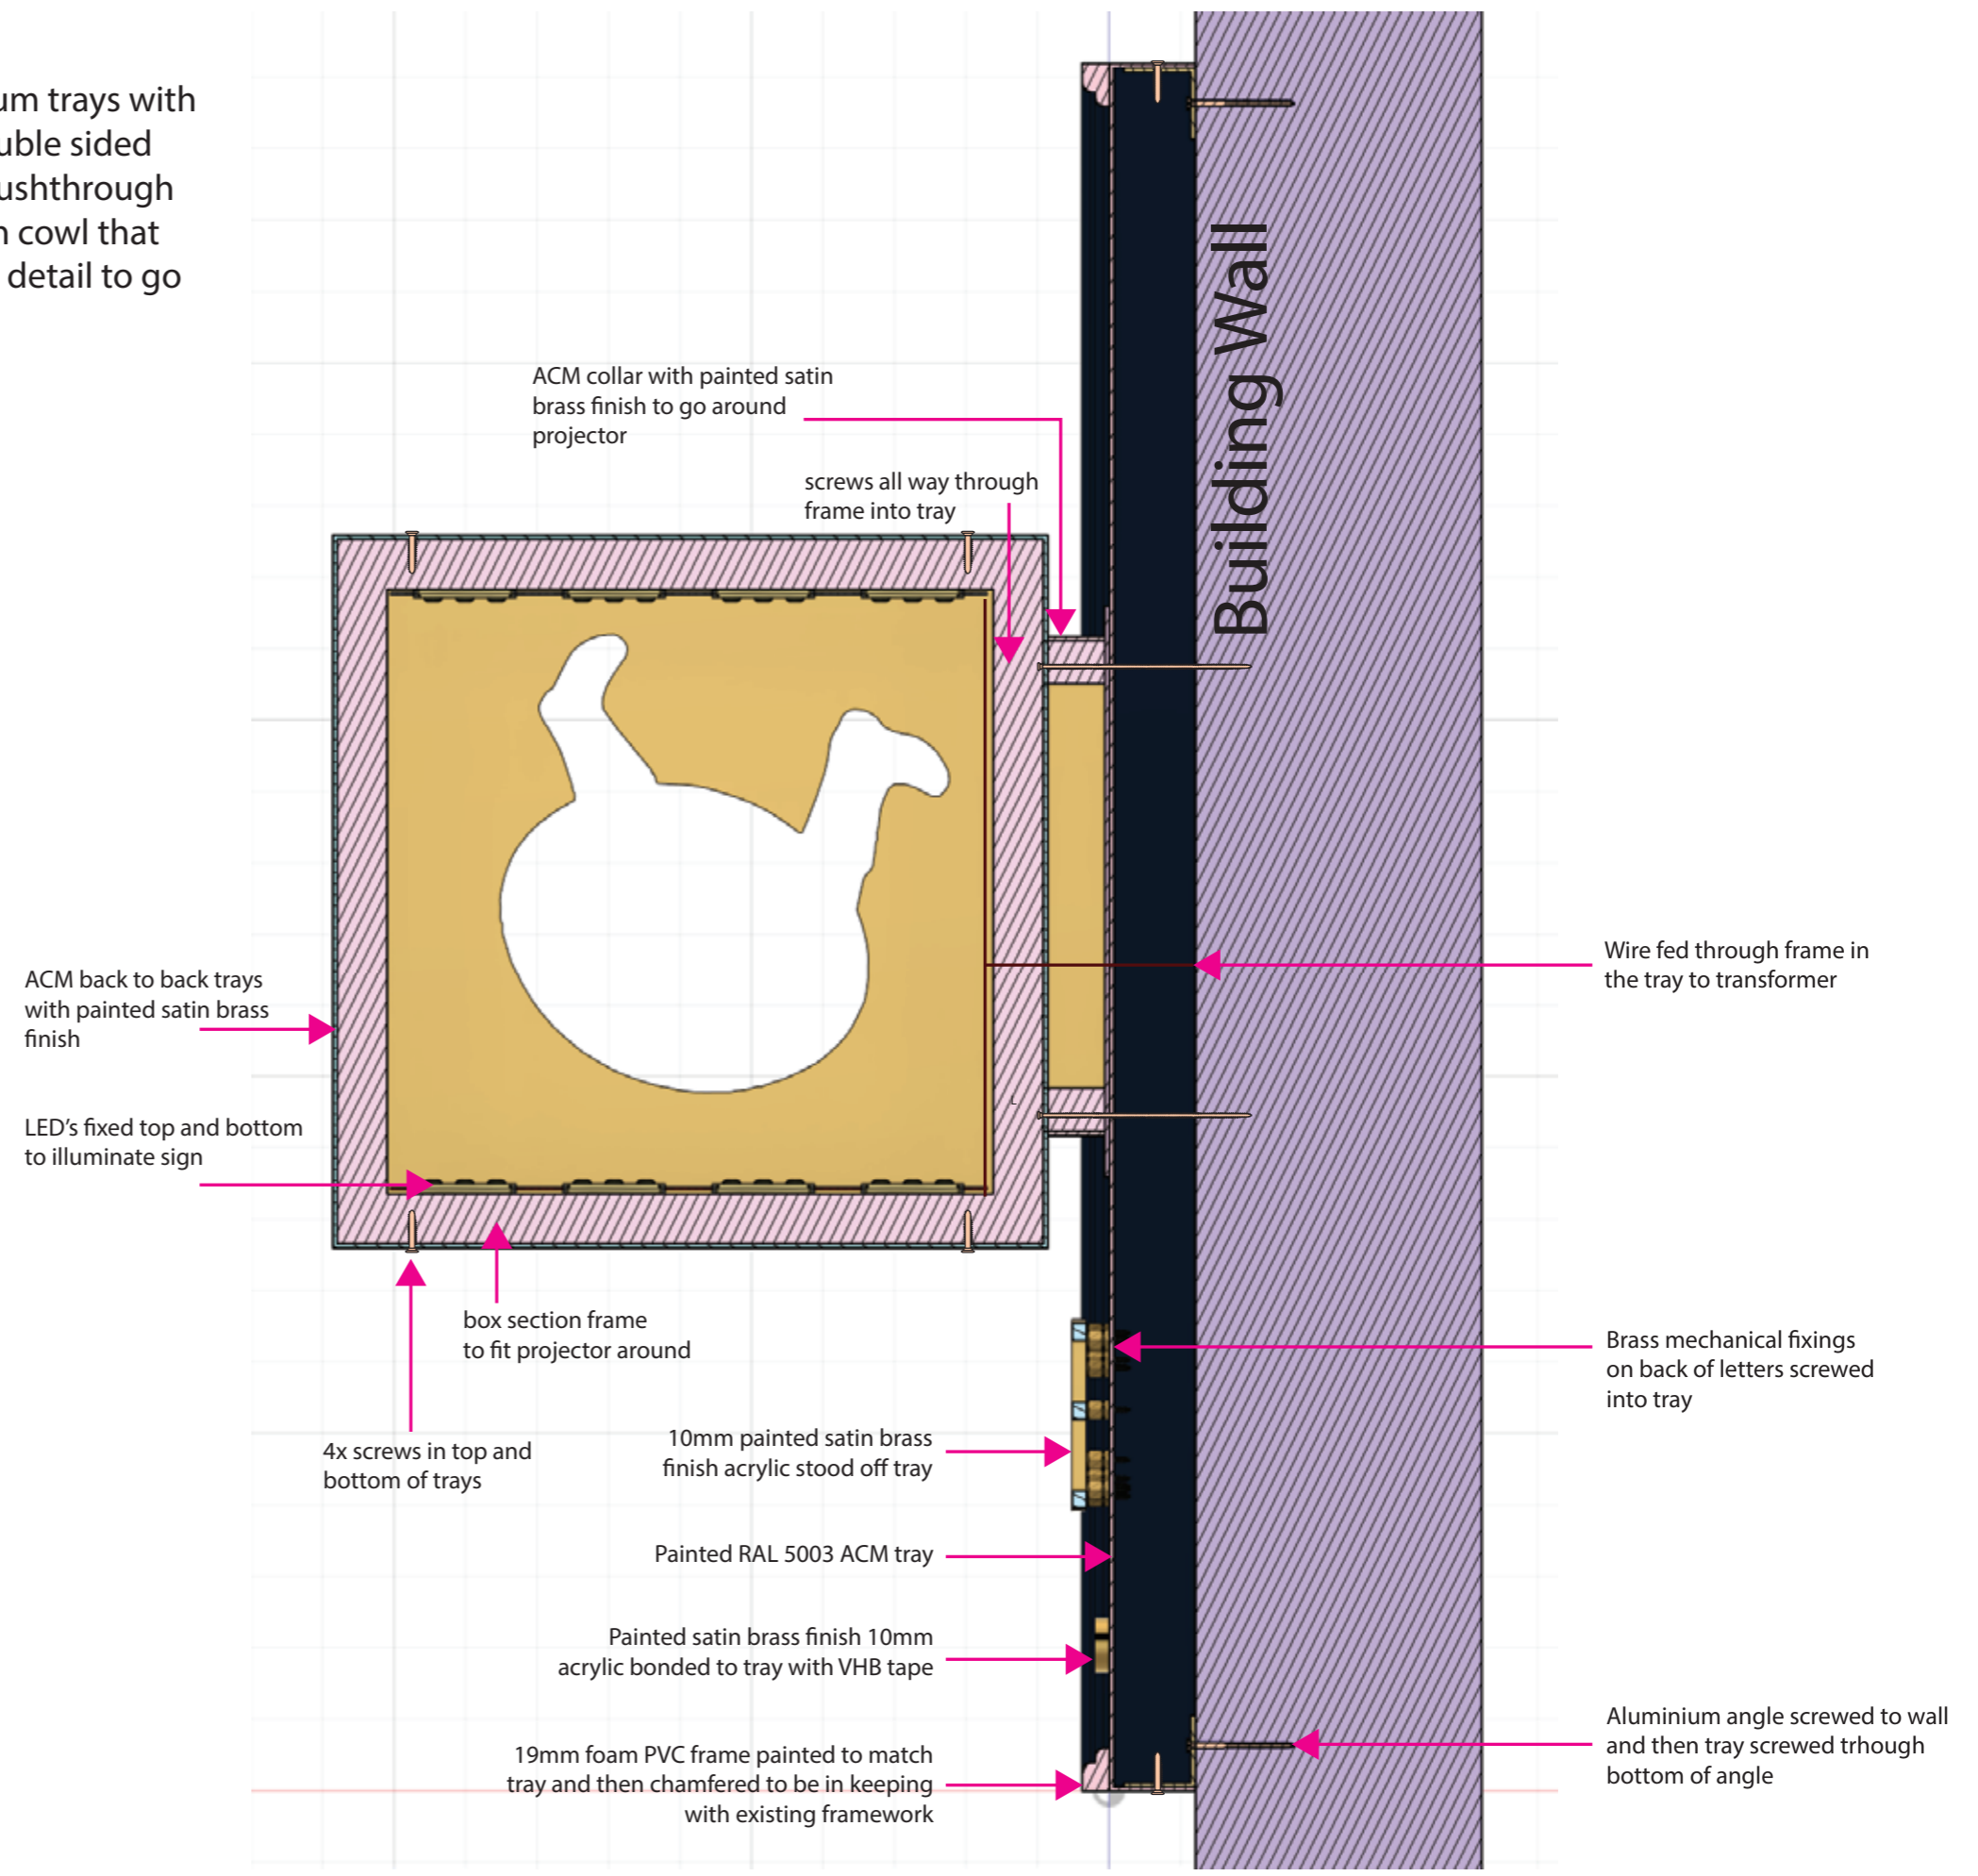 um trays with
uble sided
ushthrough
n cowl that
detail to go
ACM collar with painted satin
brass finish to go around
projector
screws all way through
frame into tray
Building Wall
ACM back to back trays
with painted satin brass
finish
Wire fed through frame in
the tray to transformer
LED's fixed top and bottom
to illuminate sign
L
box section frame
to fit projector around
Brass mechanical fixings
on back of letters screwed
into tray
4x screws in top and
bottom of trays
10mm painted satin brass
finish acrylic stood off tray
Painted RAL 5003 ACM tray
Painted satin brass finish 10mm
acrylic bonded to tray with VHB tape
Aluminium angle screwed to wall
and then tray screwed trhough
bottom of angle
19mm foam PVC frame painted to match
tray and then chamfered to be in keeping
with existing framework